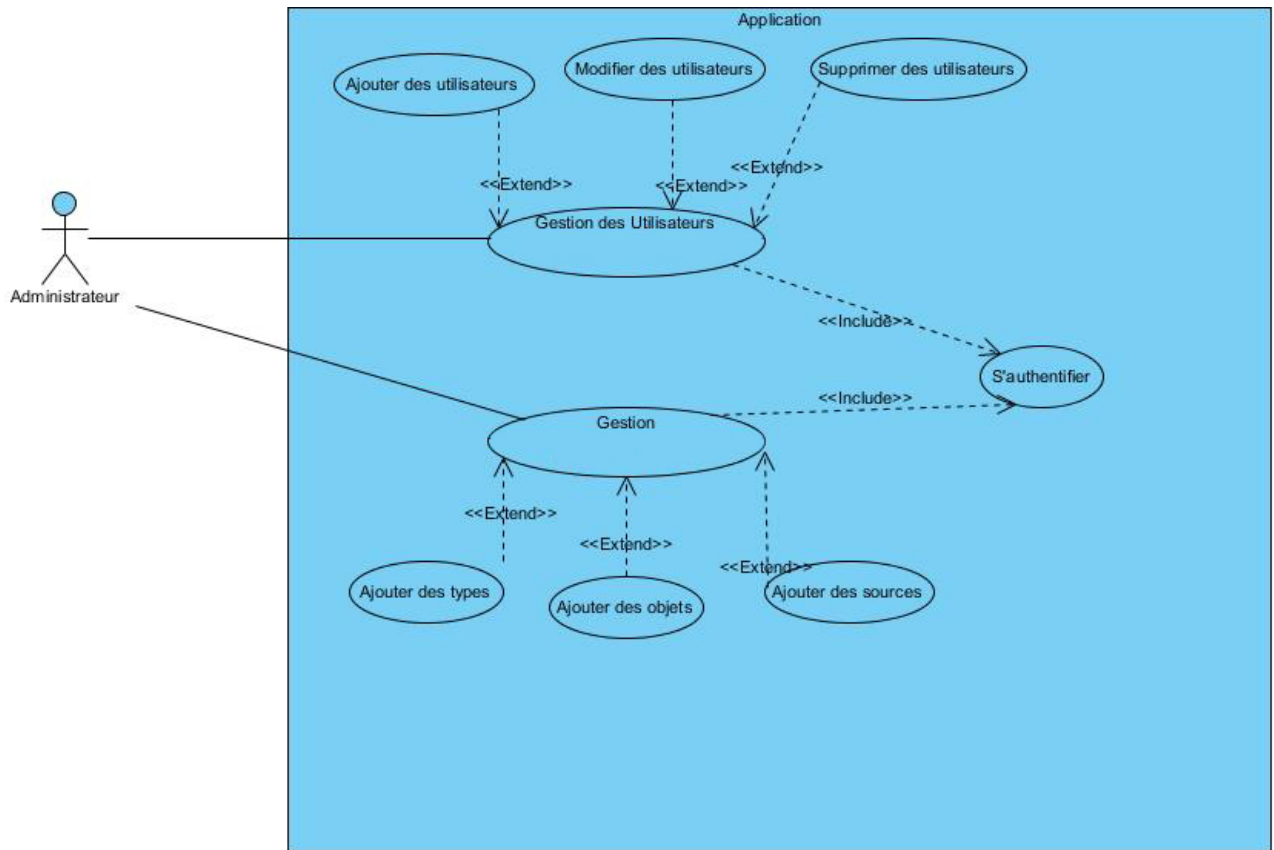 Application
Ajouter des utilisateurs
Modifier des utilisateurs
Supprimer des utilisateurs
<<Extend>>
<<Extend>>
<<Extend>>
Gestion des Utilisateurs
Administrateur
<<Include>>
S'authentifier
<<Include>>
Gestion
<<Extend>>
<<Extend>>
<<Extend>>
Ajouter des types
Ajouter des objets
Ajouter des sources